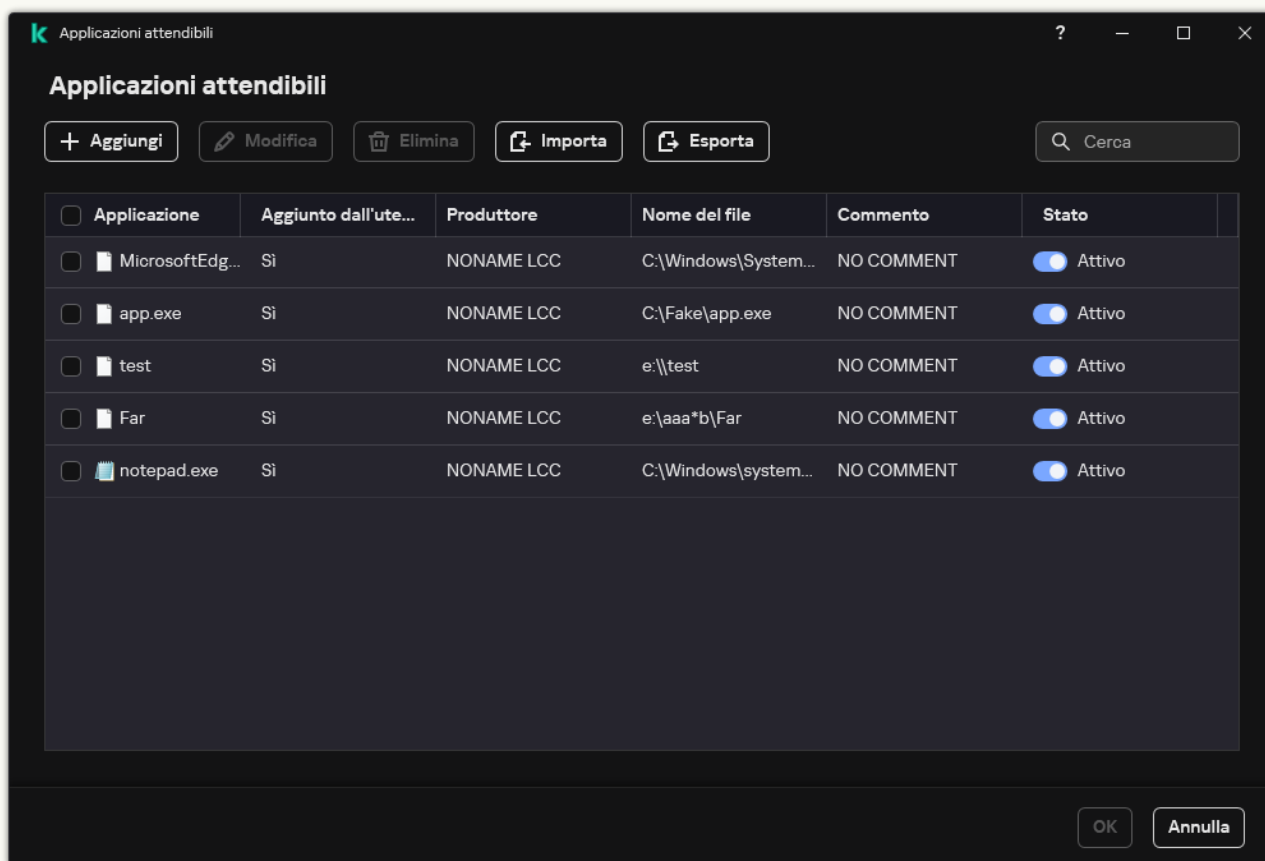 Applicazioni attendibili ?
Applicazioni attendibili
Aggiungi Modifica Elimina Importa Esporta Cerca
Applicazione Aggiunto dall'ute... Produttore Nome del file Commento Stato
MicrosoftEdg... Sì NONAME LCC C:\Windows\System... NO COMMENT Attivo
app.exe Sì NONAME LCC C:\Fake\app.exe NO COMMENT Attivo
test Sì NONAME LCC e:\\test NO COMMENT Attivo
Far Sì NONAME LCC e:\aaa*b\Far NO COMMENT Attivo
notepad.exe Sì NONAME LCC C:\Windows\system... NO COMMENT Attivo
OK Annulla